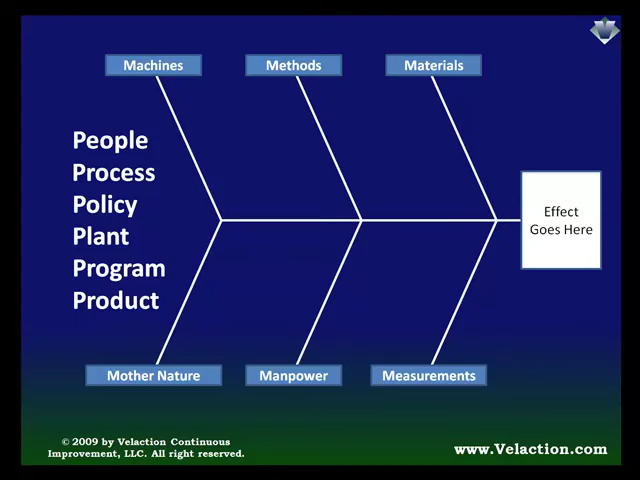 Machines
Methods
Materials
People
Process
Policy
Plant
Program
Product
Effect
Goes Here
Mother Nature
Manpower
Measurements
© 2009 by Velaction Continuous
Improvement, LLC. All right reserved.
www.Velaction.com